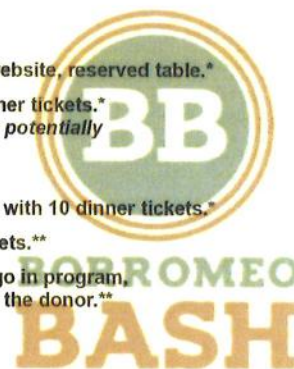 ebsite, reserved table.*
ner tickets.*
potentially
BB
with 10 dinner tickets.*
ets.**
go in program,
the donor.**
BORROMEO
BASH